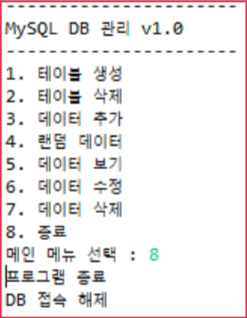 -----------------------
MySQL DB 관리 v1.0
-----------------------
1. 테이블 생성
2. 테이블 삭제
3. 데이터 추가
4. 랜덤 데이터
5. 데이터 보기
6. 데이터 수정
7. 데이터 삭제
8. 종료
메인 메뉴 선택 : 8
프로그램 종료
DB 접속 해제